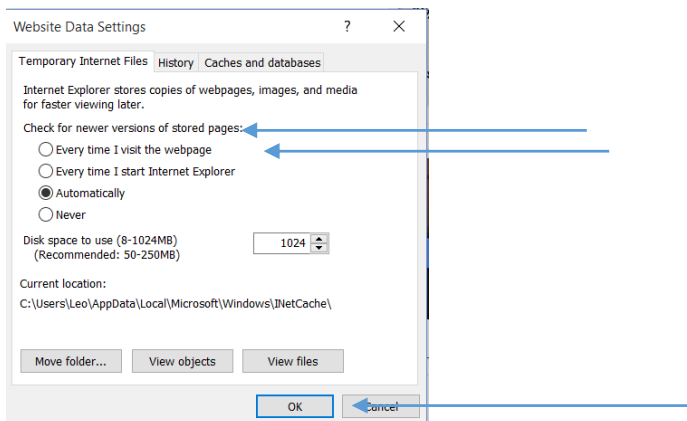 Website Data Settings ? 
Temporary Internet Files History Caches and databases
Internet Explorer stores copies of webpages, images, and media
for faster viewing later.
Check for newer versions of stored pages:
Every time I visit the webpage
Every time I start Internet Explorer
Automatically
Never
Disk space to use (8-1024MB) 1024
(Recommended: 50-250MB)
Current location:
C:\Users\Leo\AppData\Local\Microsoft\Windows\INetCache\
Move folder... View objects View files
OK Cancel